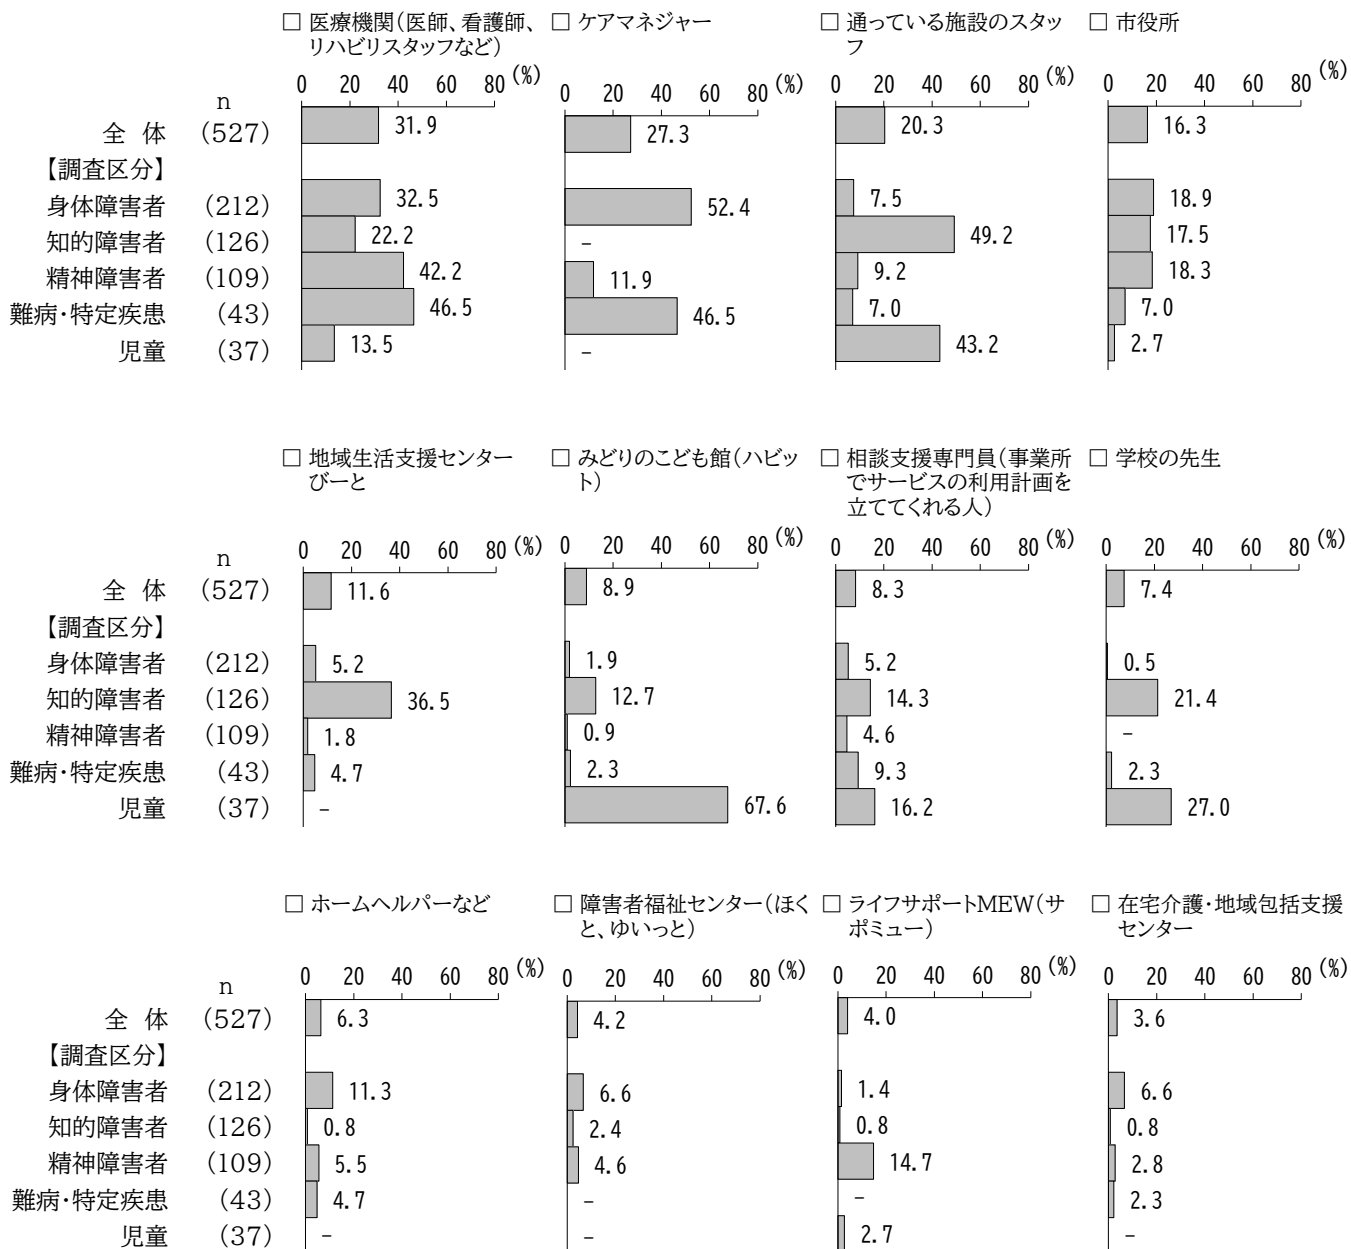 □ 医療機関(医師、看護師、
リハビリスタッフなど)
□ ケアマネジャー
□ 通っている施設のスタッ
フ
□ 市役所
0 20 40 60 80 (%)
0 20 40 60 80 (%)
0 20 40 60 80 (%)
0 20 40 60 80 (%)
n
全 体 (527) 31.9 27.3 20.3 16.3
【調査区分】
身体障害者 (212) 32.5 52.4 7.5 18.9
知的障害者 (126) 22.2 - 49.2 17.5
精神障害者 (109) 42.2 11.9 9.2 18.3
難病・特定疾患 (43) 46.5 46.5 7.0 7.0
児童 (37) 13.5 - 43.2 2.7
□ 地域生活支援センター
びーと
□ みどりのこども館(ハビッ
ト)
□ 相談支援専門員(事業所
でサービスの利用計画を
立ててくれる人)
□ 学校の先生
0 20 40 60 80 (%)
0 20 40 60 80 (%)
0 20 40 60 80 (%)
0 20 40 60 80 (%)
n
全 体 (527) 11.6 8.9 8.3 7.4
【調査区分】
身体障害者 (212) 5.2 1.9 5.2 0.5
知的障害者 (126) 36.5 12.7 14.3 21.4
精神障害者 (109) 1.8 0.9 4.6 -
難病・特定疾患 (43) 4.7 2.3 9.3 2.3
児童 (37) - 67.6 16.2 27.0
□ ホームヘルパーなど
□ 障害者福祉センター(ほく
と、ゆいっと)
□ ライフサポートMEW(サ
ポミュー)
□ 在宅介護・地域包括支援
センター
0 20 40 60 80 (%)
0 20 40 60 80 (%)
0 20 40 60 80 (%)
0 20 40 60 80 (%)
n
全 体 (527) 6.3 4.2 4.0 3.6
【調査区分】
身体障害者 (212) 11.3 6.6 1.4 6.6
知的障害者 (126) 0.8 2.4 0.8 0.8
精神障害者 (109) 5.5 4.6 14.7 2.8
難病・特定疾患 (43) 4.7 - - 2.3
児童 (37) - - 2.7 -